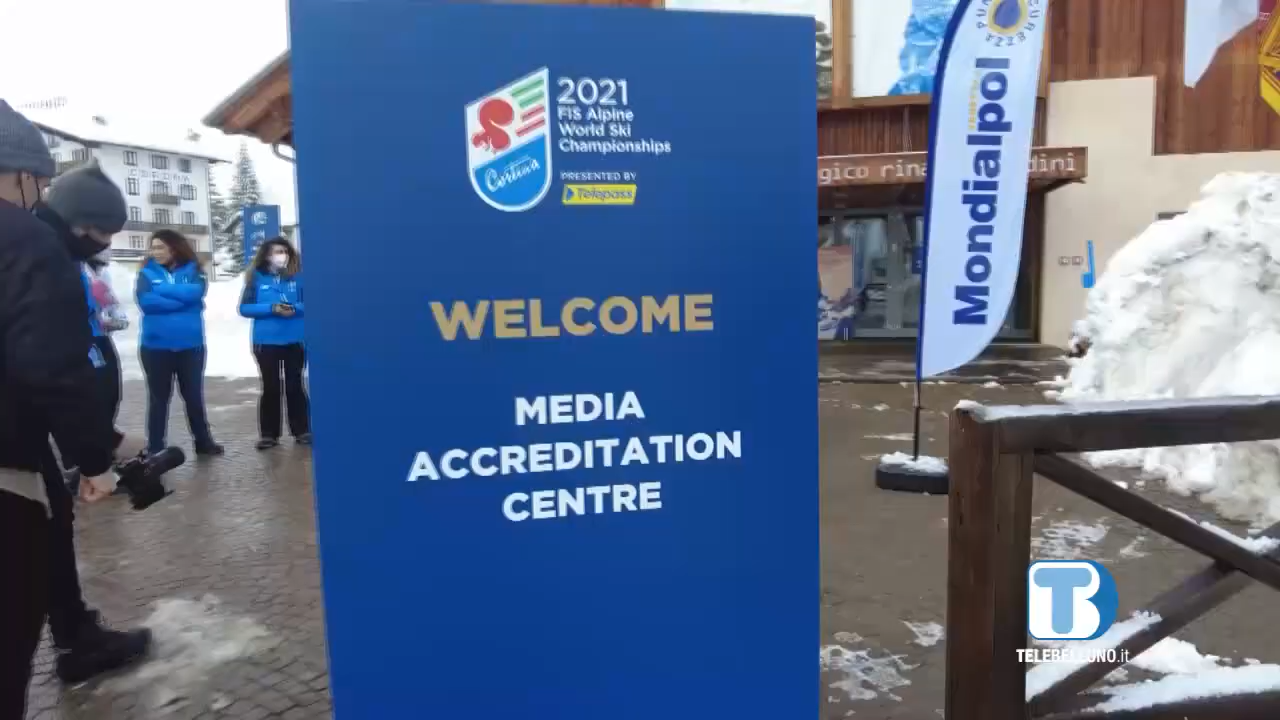 2021
FIS Alpine
World Ski
Championships
Cortina
PRESENTED BY
Telepass
WELCOME
MEDIA
ACCREDITATION
CENTRE
Mondialpol
gico rina
dini
CORONA
TELEBELLUNO.it